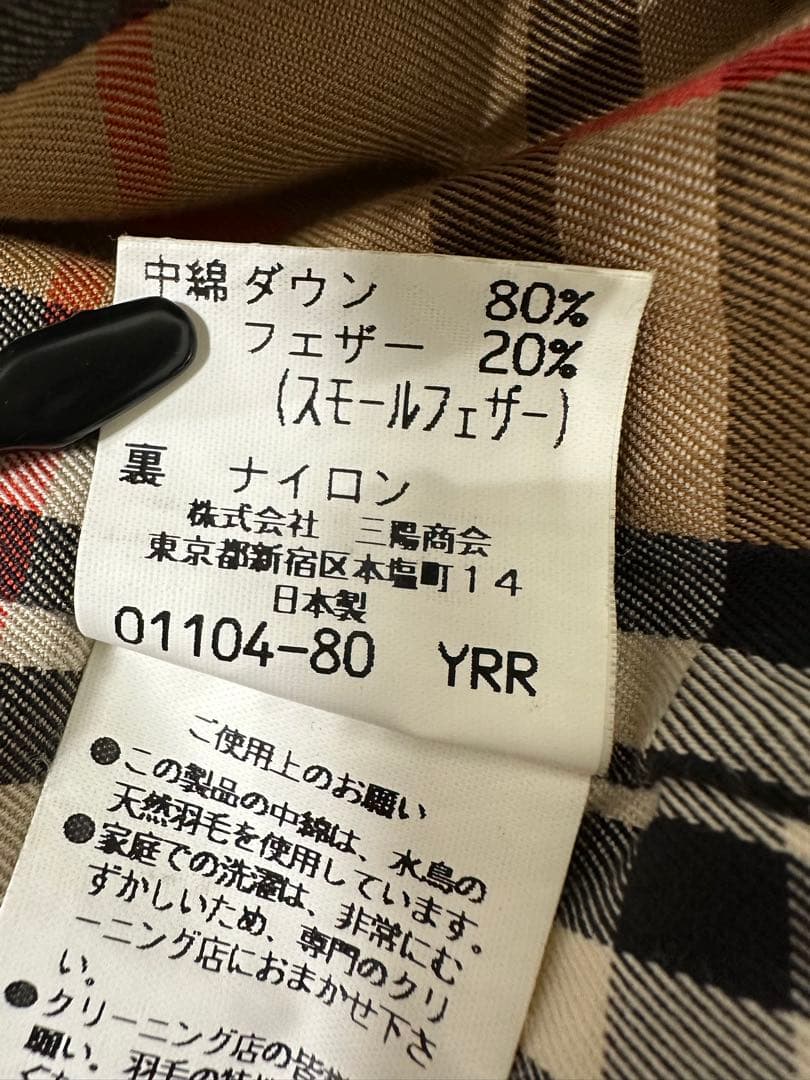 中綿 ダウン 80%
フェザー 20%
(スモールフェザー)
裏 ナイロン
株式会社 三陽商会
東京都新宿区本塩町14
日本製
01104-80 YRR
ご使用上のお願い
●この製品の中綿は、水鳥の
天然羽毛を使用しています。
●家庭での洗濯は、非常にむ
ずかしいため、専門のクリ
ーニング店におまかせ下さ
い。
●クリーニング店の皆
願い。羽毛の